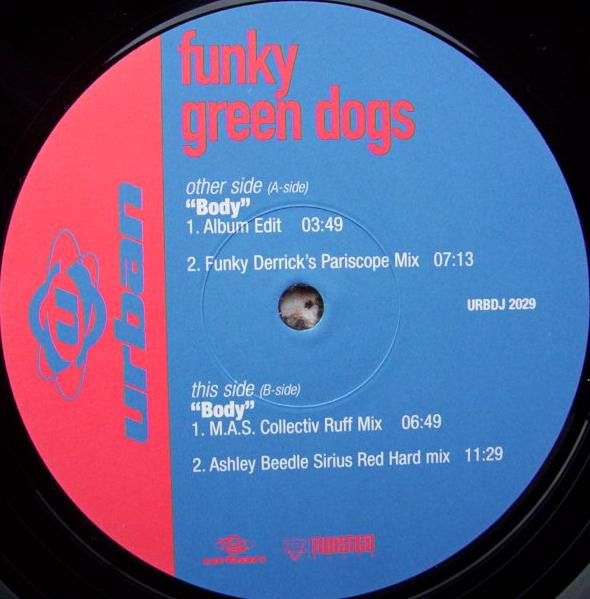 funky
green dogs
other side (A-side)
“Body”
1. Album Edit 03:49
2. Funky Derrick's Pariscope Mix 07:13
urban
URBDJ 2029
this side (B-side)
“Body”
1. M.A.S. Collectiv Ruff Mix 06:49
2. Ashley Beedle Sirius Red Hard mix 11:29
TWISTED